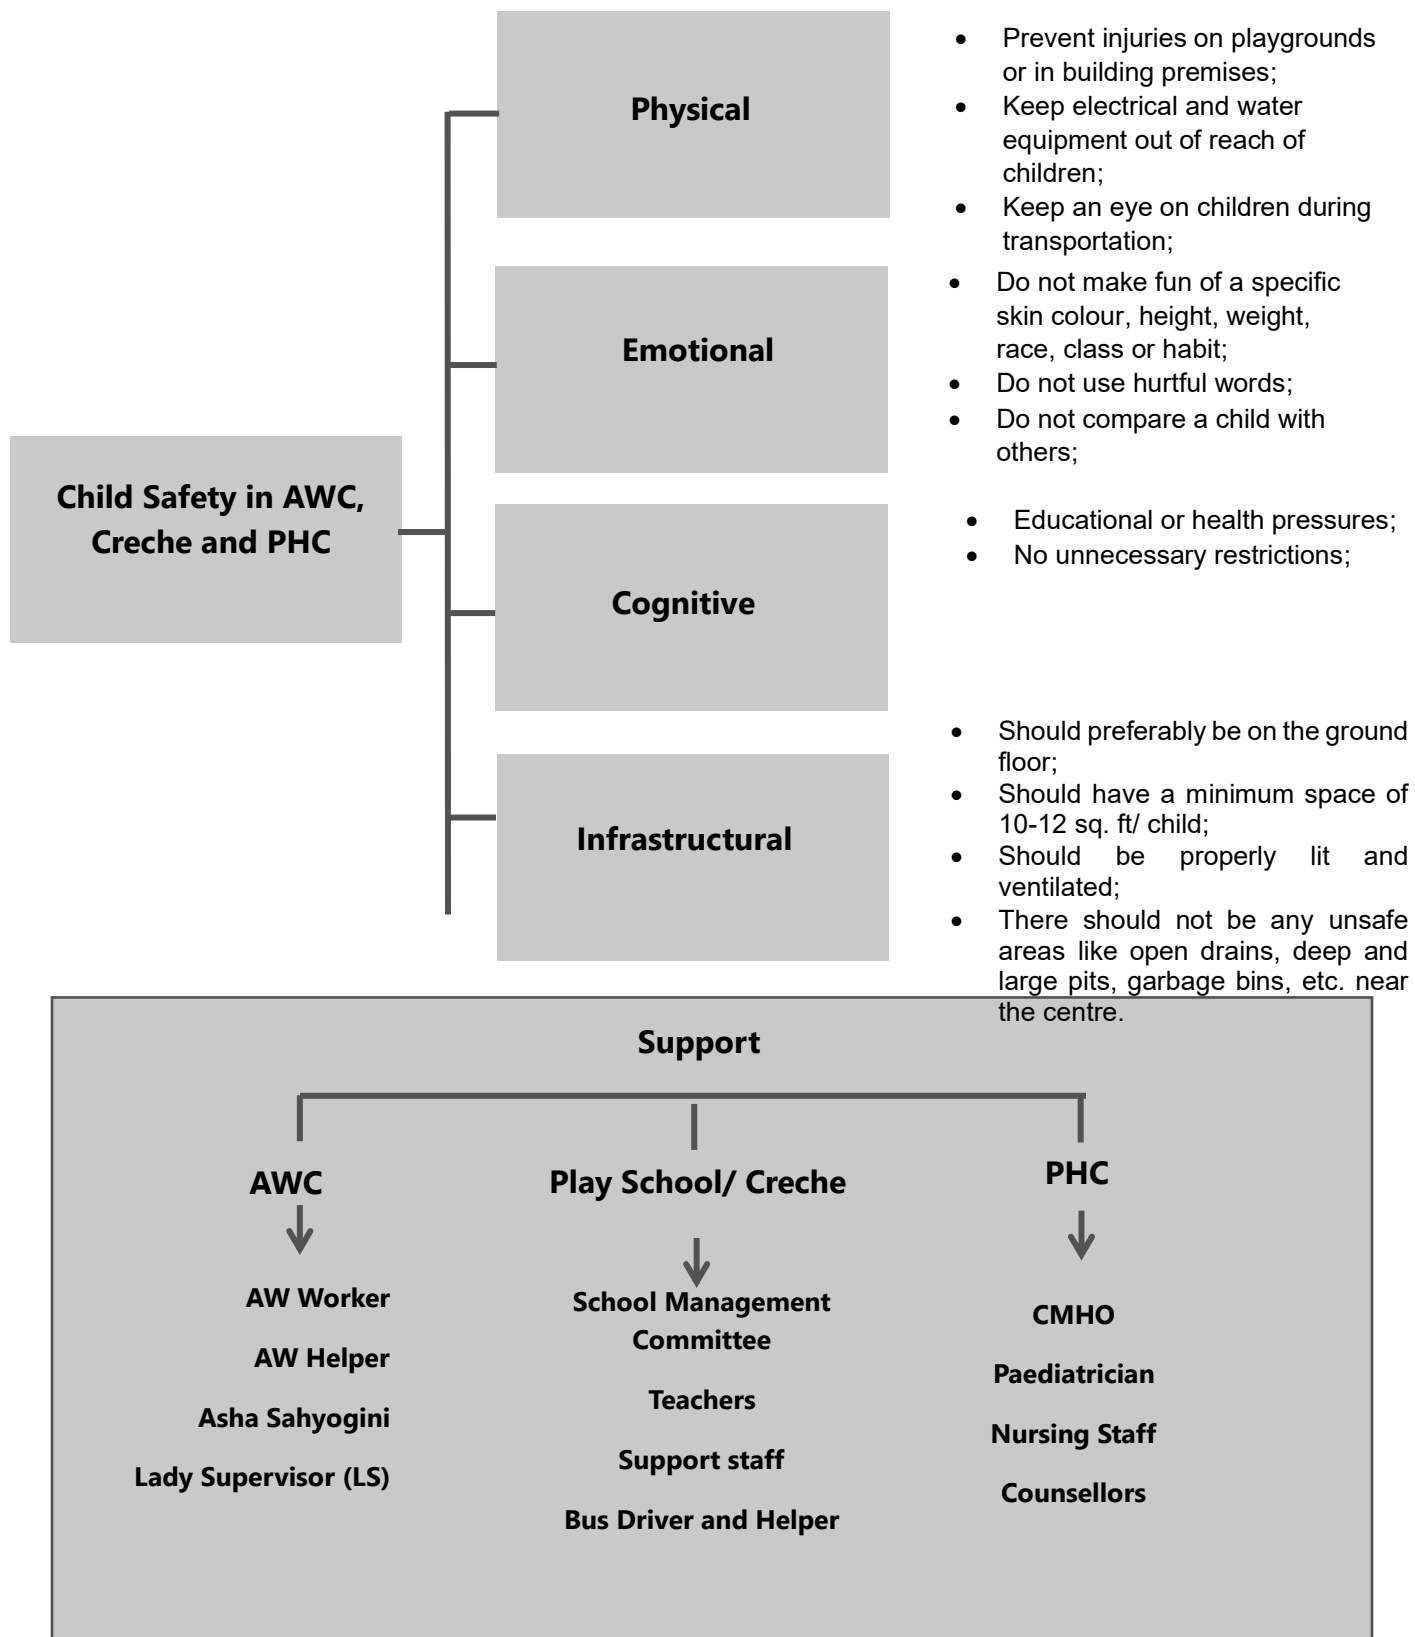 Physical
• Prevent injuries on playgrounds
or in building premises;
• Keep electrical and water
equipment out of reach of
children;
• Keep an eye on children during
transportation;
Emotional
• Do not make fun of a specific
skin colour, height, weight,
race, class or habit;
• Do not use hurtful words;
• Do not compare a child with
others;
Child Safety in AWC,
Creche and PHC
Cognitive
• Educational or health pressures;
• No unnecessary restrictions;
Infrastructural
• Should preferably be on the ground
floor;
• Should have a minimum space of
10-12 sq. ft/ child;
• Should be properly lit and
ventilated;
• There should not be any unsafe
areas like open drains, deep and
large pits, garbage bins, etc. near
the centre.
Support
AWC
AW Worker
AW Helper
Asha Sahyogini
Lady Supervisor (LS)
Play School/ Creche
School Management
Committee
Teachers
Support staff
Bus Driver and Helper
PHC
CMHO
Paediatrician
Nursing Staff
Counsellors